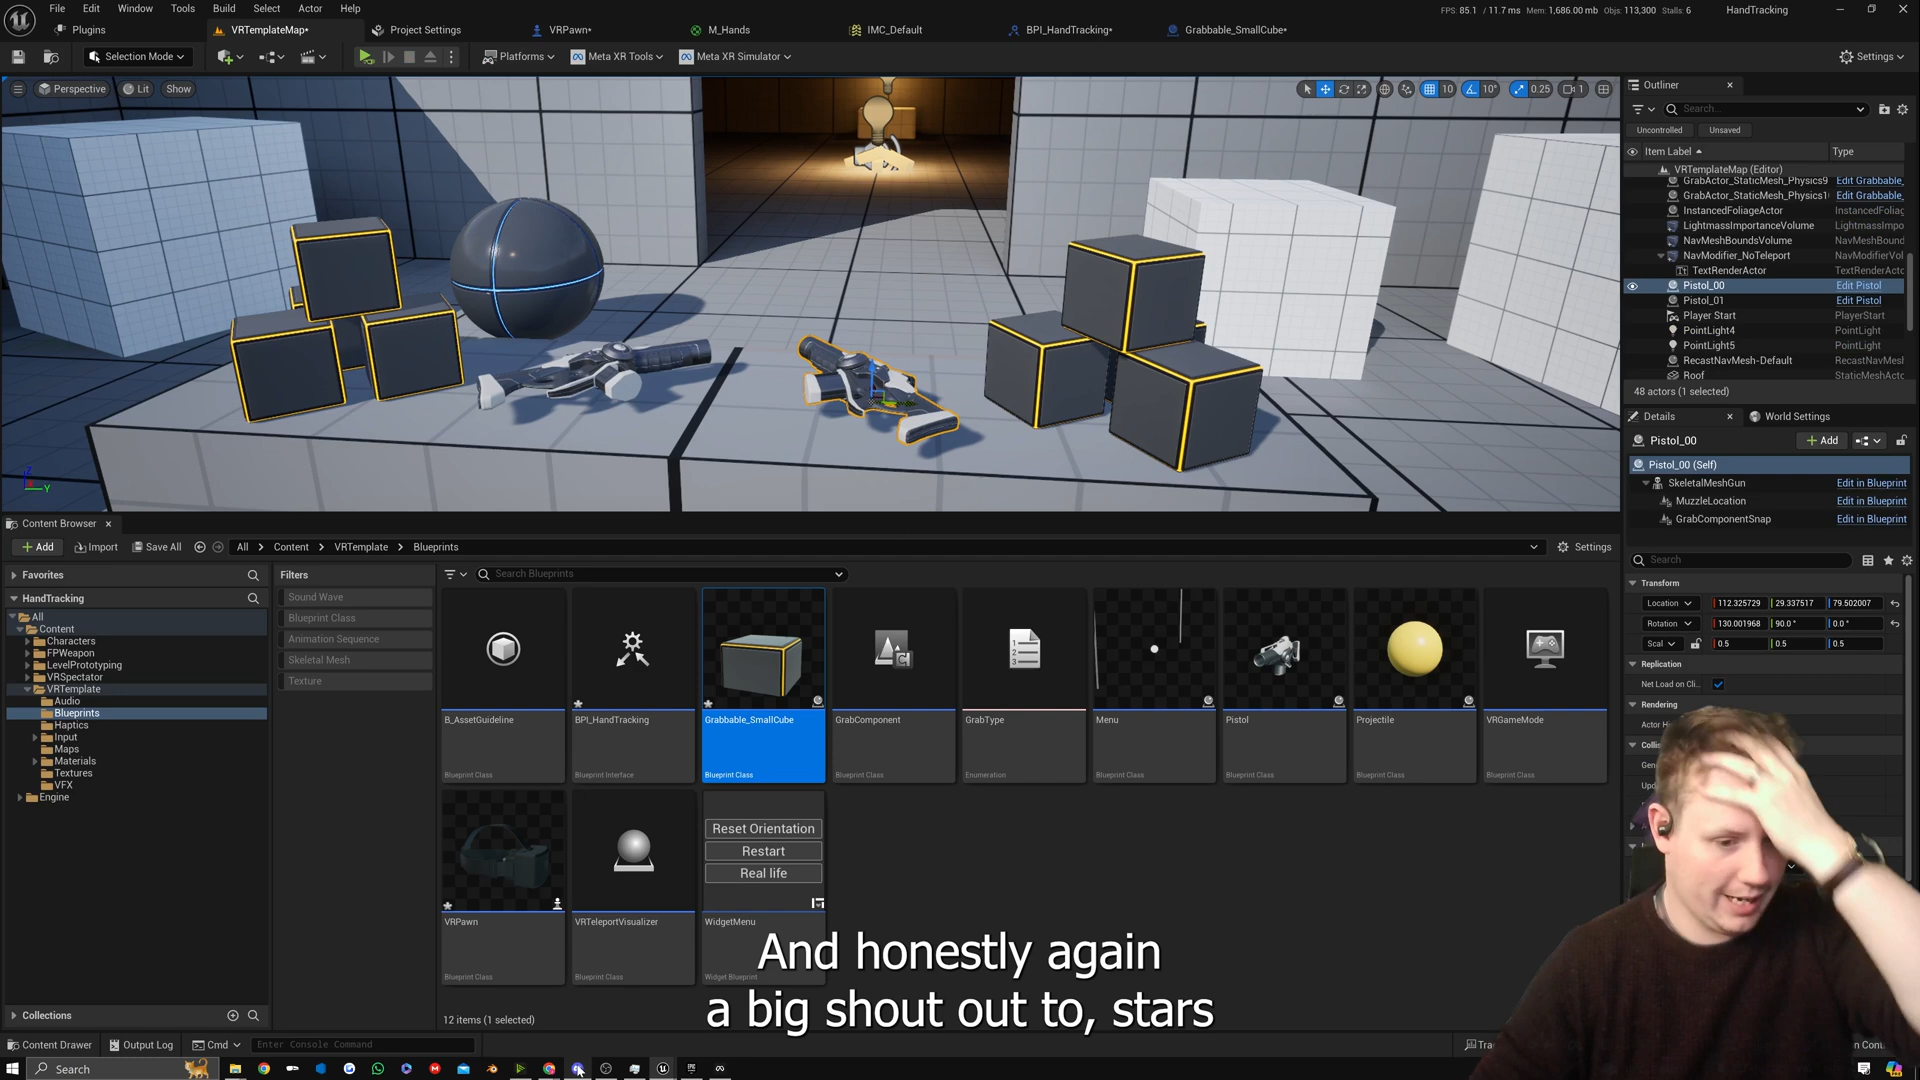 File Edit Window Tools Build Select Actor Help
FPS: 85.1 / 11.7 ms Mem: 1,686.00 mb Objs: 113,300 Stalls: 6
HandTracking
Plugins
VRTemplateMap*
Project Settings
VRPawn*
M_Hands
IMC_Default
BPI_HandTracking*
Grabbable_SmallCube*
Selection Mode
Platforms
Meta XR Tools
Meta XR Simulator
Settings
Perspective
Lit
Show
10
10°
0.25
1
Outliner
Search...
Uncontrolled
Unsaved
Item Label
Type
VRTemplateMap (Editor)
GrabActor_StaticMesh_Physics9 Edit Grabbable_
GrabActor_StaticMesh_Physics1 Edit Grabbable_
InstancedFoliageActor InstancedFoliag
LightmassImportanceVolume LightmassImpo
NavMeshBoundsVolume NavMeshBound
NavModifier_NoTeleport NavModifierVol
TextRenderActor TextRenderActo
Pistol_00 Edit Pistol
Pistol_01 Edit Pistol
Player Start PlayerStart
PointLight4 PointLight
PointLight5 PointLight
RecastNavMesh-Default RecastNavMesl
Roof StaticMeshActo
48 actors (1 selected)
Details
World Settings
Pistol_00
Add
Pistol_00 (Self)
SkeletalMeshGun Edit in Blueprint
MuzzleLocation Edit in Blueprint
GrabComponentSnap Edit in Blueprint
Search
Transform
Location 112.325729 29.337517 79.502007
Rotation 130.001968 90.0 ° 0.0 °
Scal 0.5 0.5 0.5
Replication
Net Load on Cli..
Rendering
Actor H
Collis
Gen
Upd
Content Browser
Add
Import
Save All
All > Content > VRTemplate > Blueprints
Settings
Favorites
HandTracking
All
Content
Characters
FPWeapon
LevelPrototyping
VRSpectator
VRTemplate
Audio
Blueprints
Haptics
Input
Maps
Materials
Textures
VFX
Engine
Collections
Filters
Sound Wave
Blueprint Class
Animation Sequence
Skeletal Mesh
Texture
Search Blueprints
B_AssetGuideline
Blueprint Class
BPI_HandTracking
Blueprint Interface
Grabbable_SmallCube
Blueprint Class
GrabComponent
Blueprint Class
GrabType
Enumeration
Menu
Blueprint Class
Pistol
Blueprint Class
Projectile
Blueprint Class
VRGameMode
Blueprint Class
VRPawn
Blueprint Class
VRTeleportVisualizer
Blueprint Class
Reset Orientation
Restart
Real life
WidgetMenu
Widget Blueprint
12 items (1 selected)
And honestly again
a big shout out to, stars
Content Drawer
Output Log
Cmd
Enter Console Command
Tra
n Cont
Search